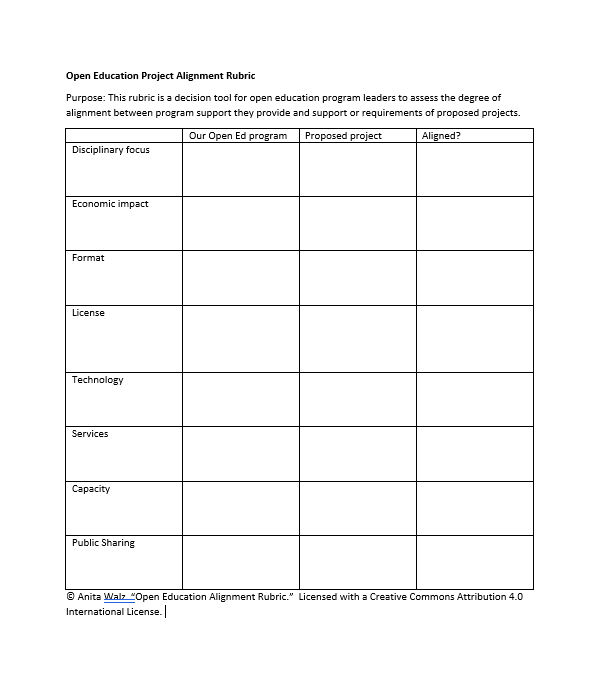 Open Education Project Alignment Rubric
Purpose: This rubric is a decision tool for open education program leaders to assess the degree of
alignment between program support they provide and support or requirements of proposed projects.
Our Open Ed program Proposed project Aligned?
Disciplinary focus
Economic impact
Format
License
Technology
Services
Capacity
Public Sharing
© Anita Walz “Open Education Alignment Rubric.” Licensed with a Creative Commons Attribution 4.0
International License.